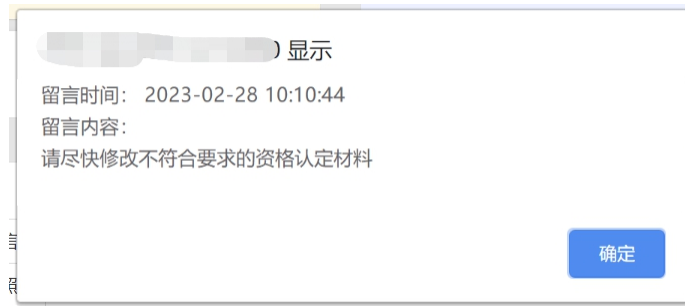 显示
留言时间： 2023-02-28 10:10:44
留言内容：
请尽快修改不符合要求的资格认定材料
确定